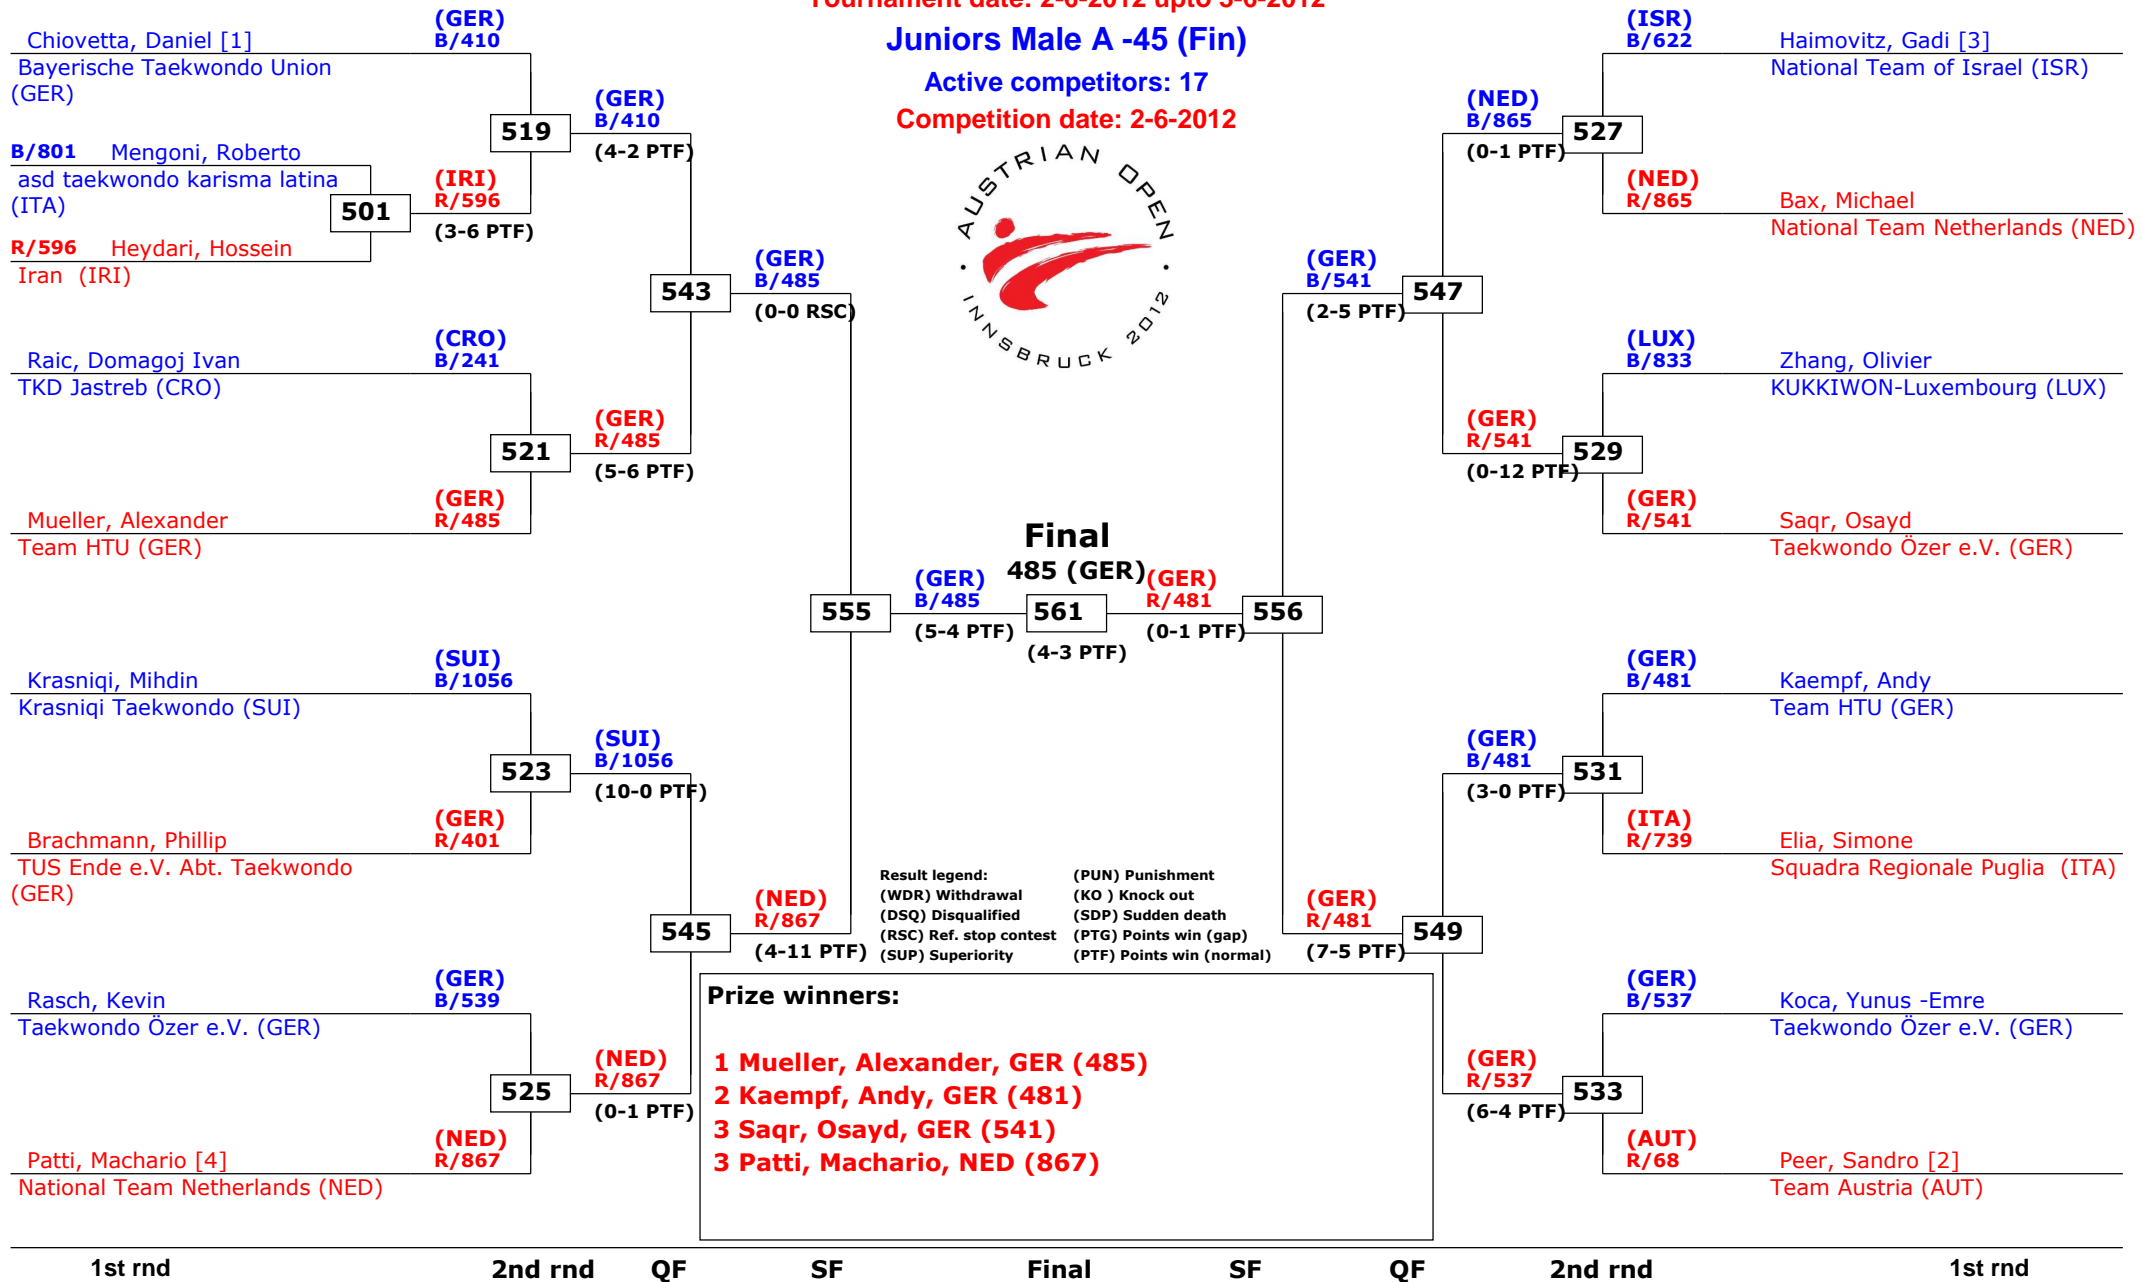 Tournament date: 2-6-2012 upto 3-6-2012
Juniors Male A -45 (Fin)
Active competitors: 17
Competition date: 2-6-2012
AUSTRIAN OPEN
· INNSBRUCK 2012 ·
Chiovetta, Daniel [1]
Bayerische Taekwondo Union
(GER)
(GER)
B/410
B/801 Mengoni, Roberto
asd taekwondo karisma latina
(ITA)
R/596 Heydari, Hossein
Iran (IRI)
501
(IRI)
R/596
(3-6 PTF)
519
(GER)
B/410
(4-2 PTF)
Raic, Domagoj Ivan
TKD Jastreb (CRO)
(CRO)
B/241
Mueller, Alexander
Team HTU (GER)
(GER)
R/485
521
(GER)
R/485
(5-6 PTF)
543
(GER)
B/485
(0-0 RSC)
Krasniqi, Mihdin
Krasniqi Taekwondo (SUI)
(SUI)
B/1056
Brachmann, Phillip
TUS Ende e.V. Abt. Taekwondo
(GER)
(GER)
R/401
523
(SUI)
B/1056
(10-0 PTF)
Rasch, Kevin
Taekwondo Özer e.V. (GER)
(GER)
B/539
Patti, Machario [4]
National Team Netherlands (NED)
(NED)
R/867
525
(NED)
R/867
(0-1 PTF)
545
(NED)
R/867
(4-11 PTF)
555
(GER)
B/485
(5-4 PTF)
Final
485 (GER)
561
(4-3 PTF)
(GER)
R/481
(0-1 PTF)
556
(GER)
B/541
(2-5 PTF)
547
(NED)
B/865
(0-1 PTF)
527
(ISR)
B/622
Haimovitz, Gadi [3]
National Team of Israel (ISR)
(NED)
R/865
Bax, Michael
National Team Netherlands (NED)
(GER)
R/541
(0-12 PTF)
529
(LUX)
B/833
Zhang, Olivier
KUKKIWON-Luxembourg (LUX)
(GER)
R/541
Saqr, Osayd
Taekwondo Özer e.V. (GER)
(GER)
R/481
(7-5 PTF)
549
(GER)
B/481
(3-0 PTF)
531
(GER)
B/481
Kaempf, Andy
Team HTU (GER)
(ITA)
R/739
Elia, Simone
Squadra Regionale Puglia (ITA)
(GER)
R/537
(6-4 PTF)
533
(GER)
B/537
Koca, Yunus -Emre
Taekwondo Özer e.V. (GER)
(AUT)
R/68
Peer, Sandro [2]
Team Austria (AUT)
Result legend:
(WDR) Withdrawal
(DSQ) Disqualified
(RSC) Ref. stop contest
(SUP) Superiority
(PUN) Punishment
(KO ) Knock out
(SDP) Sudden death
(PTG) Points win (gap)
(PTF) Points win (normal)
Prize winners:
1 Mueller, Alexander, GER (485)
2 Kaempf, Andy, GER (481)
3 Saqr, Osayd, GER (541)
3 Patti, Machario, NED (867)
1st rnd 2nd rnd QF SF Final SF QF 2nd rnd 1st rnd